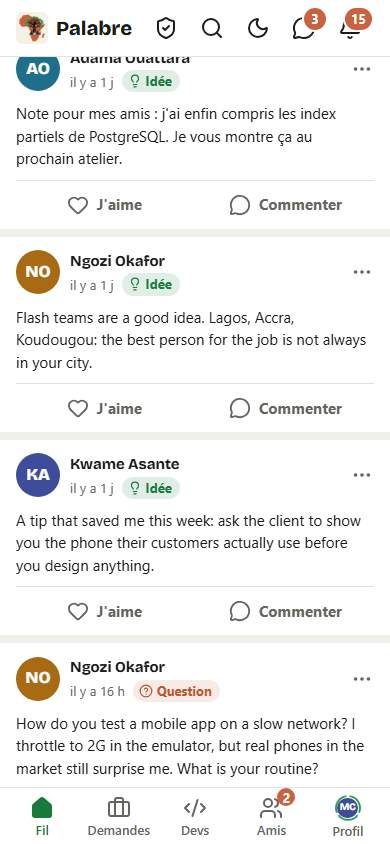 Palabre
3
15
AO
Adama Ouattara
il y a 1 j
Idée
Note pour mes amis : j'ai enfin compris les index
partiels de PostgreSQL. Je vous montre ça au
prochain atelier.
J'aime
Commenter
NO
Ngozi Okafor
il y a 1 j
Idée
Flash teams are a good idea. Lagos, Accra,
Koudougou: the best person for the job is not always
in your city.
J'aime
Commenter
KA
Kwame Asante
il y a 1 j
Idée
A tip that saved me this week: ask the client to show
you the phone their customers actually use before
you design anything.
J'aime
Commenter
NO
Ngozi Okafor
il y a 16 h
Question
How do you test a mobile app on a slow network? I
throttle to 2G in the emulator, but real phones in the
market still surprise me. What is your routine?
Fil
Demandes
Devs
2
Amis
MC
Profil